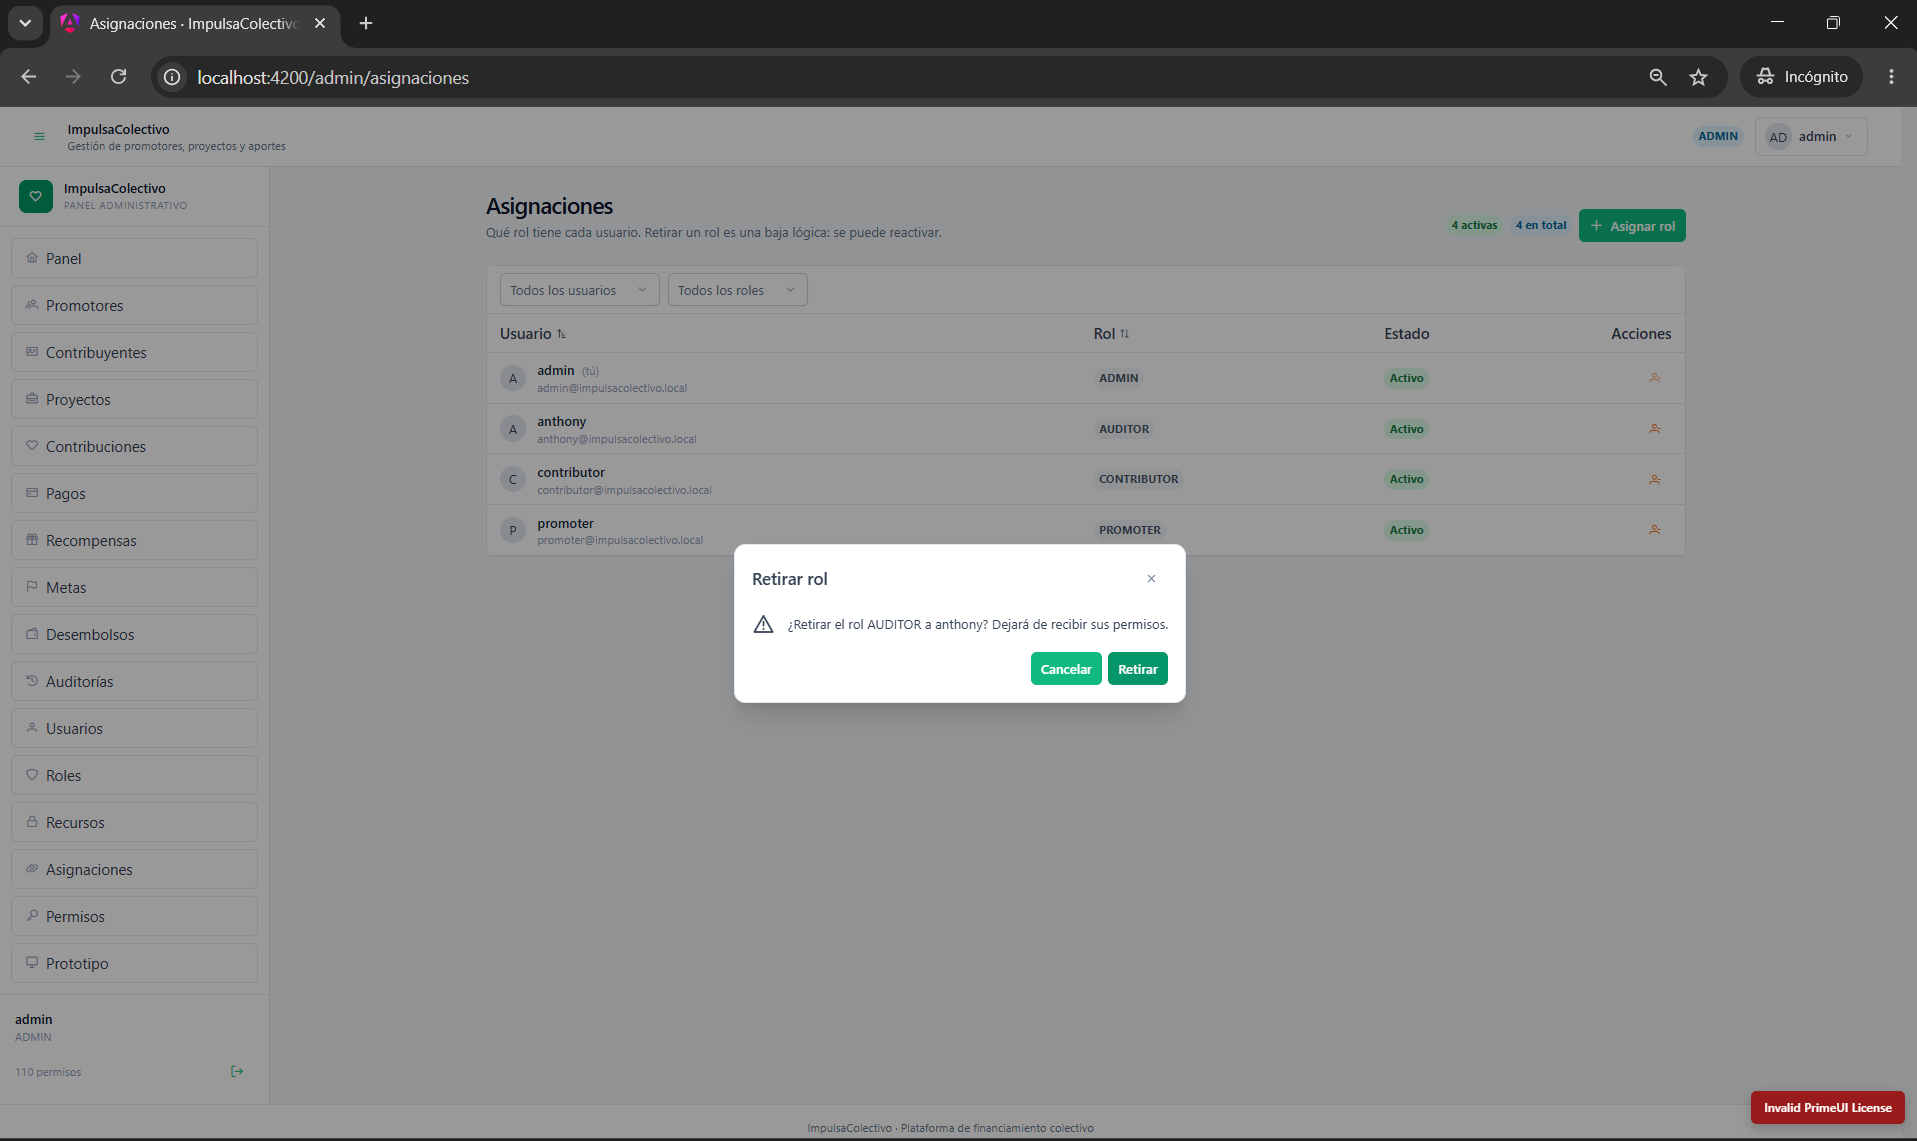 Asignaciones · ImpulsaColectivo
localhost:4200/admin/asignaciones
Incógnito
ImpulsaColectivo
Gestión de promotores, proyectos y aportes
ADMIN
AD
admin
ImpulsaColectivo
PANEL ADMINISTRATIVO
Panel
Promotores
Contribuyentes
Proyectos
Contribuciones
Pagos
Recompensas
Metas
Desembolsos
Auditorías
Usuarios
Roles
Recursos
Asignaciones
Permisos
Prototipo
admin
ADMIN
110 permisos
Asignaciones
Qué rol tiene cada usuario. Retirar un rol es una baja lógica: se puede reactivar.
4 activas
4 en total
Asignar rol
Todos los usuarios
Todos los roles
Usuario
Rol
Estado
Acciones
A
admin (tú)
admin@impulsacolectivo.local
ADMIN
Activo
A
anthony
anthony@impulsacolectivo.local
AUDITOR
Activo
C
contributor
contributor@impulsacolectivo.local
CONTRIBUTOR
Activo
P
promoter
promoter@impulsacolectivo.local
PROMOTER
Activo
Retirar rol
¿Retirar el rol AUDITOR a anthony? Dejará de recibir sus permisos.
Cancelar
Retirar
Invalid PrimeUI License
ImpulsaColectivo · Plataforma de financiamiento colectivo